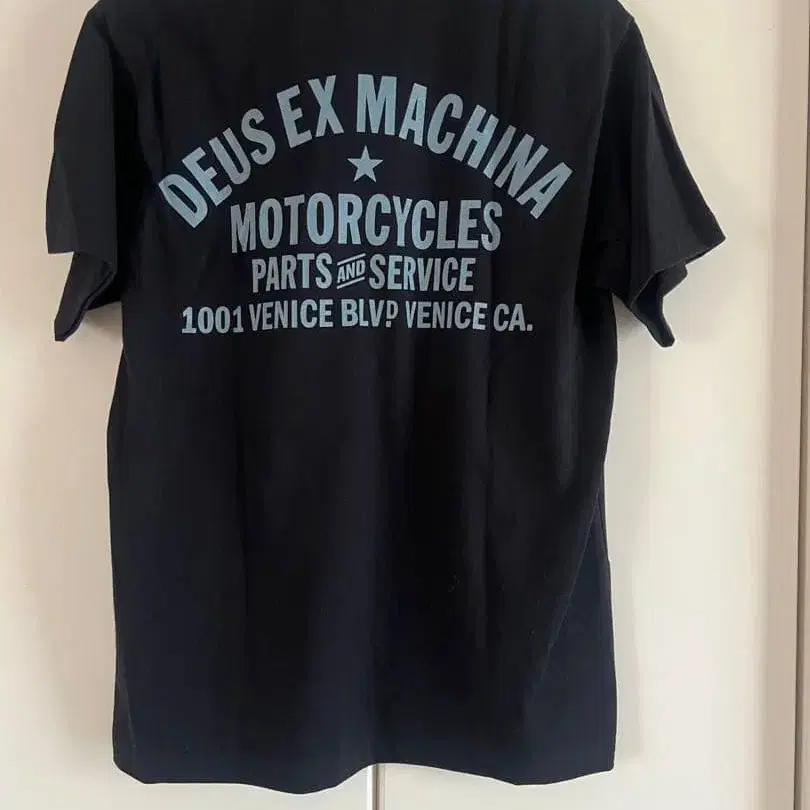 DEUS EX MACHINA
MOTORCYCLES
PARTS AND SERVICE
1001 VENICE BLVD VENICE CA.